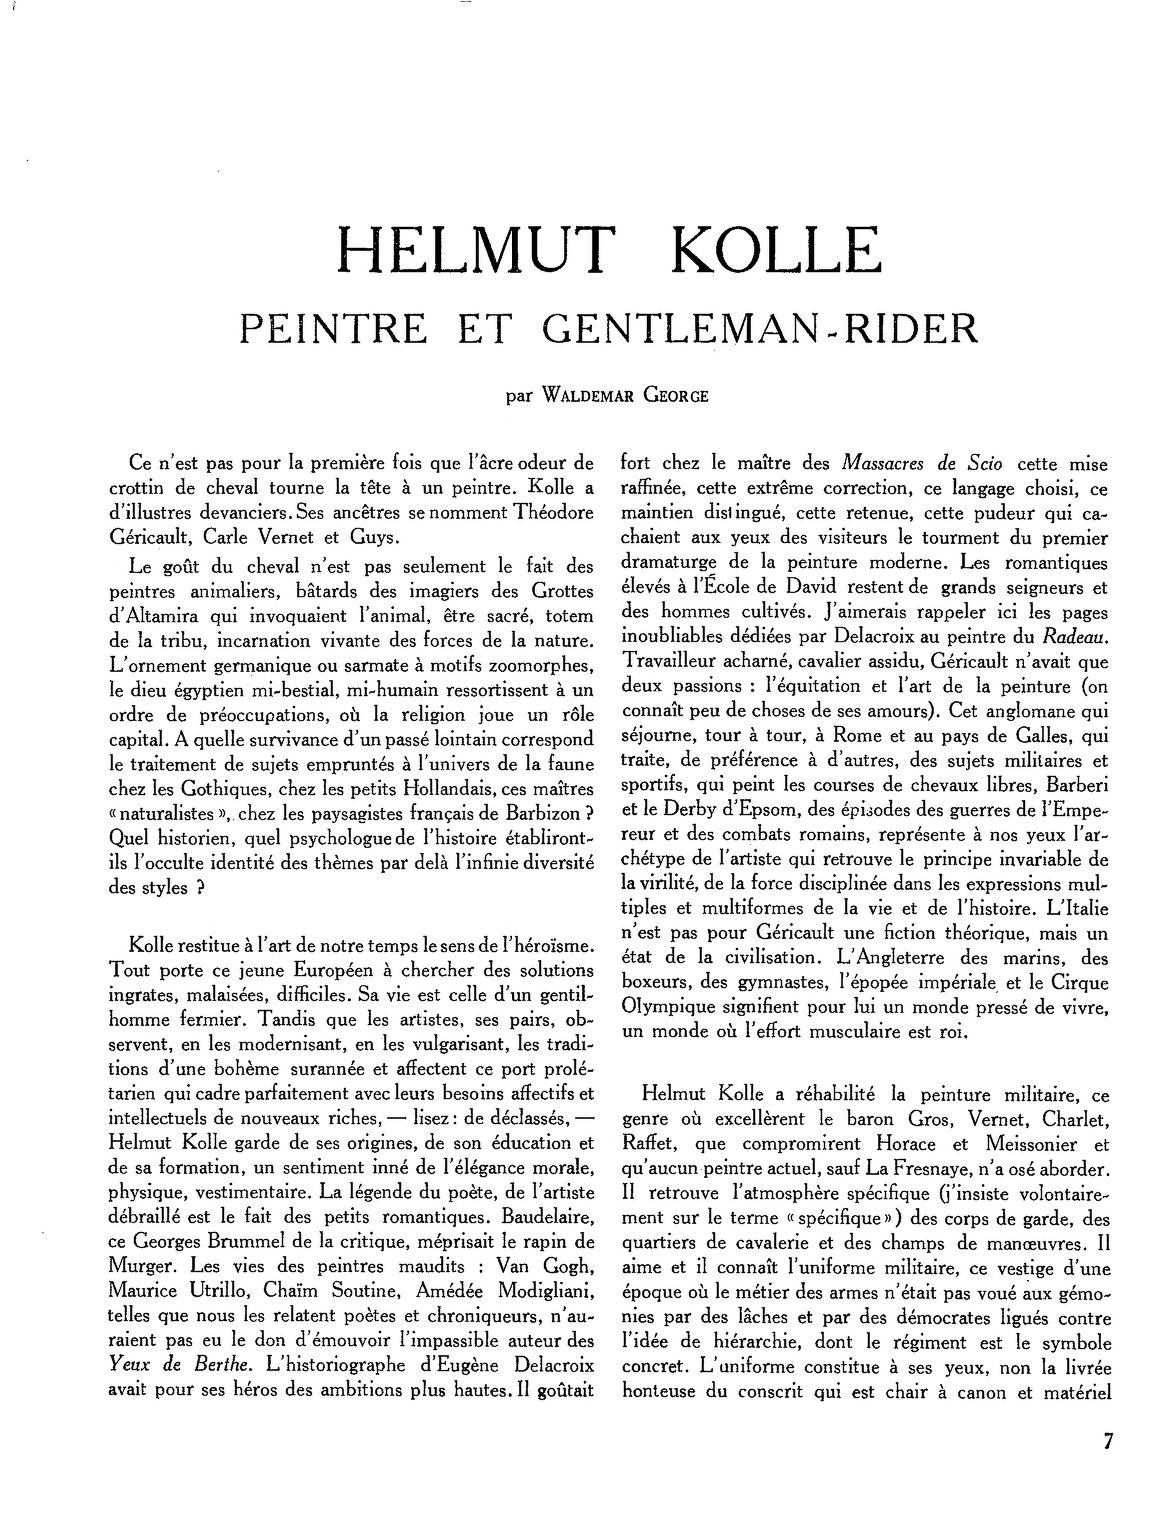 HELMUT KOLLE
PEINTRE ET GENTLEMAN-RIDER
par WALDEMAR GEORGE
Ce n'est pas pour la première fois que l'âcre odeur de
crottin de cheval tourne la tête à un peintre. Kolle a
d'illustres devanciers. Ses ancêtres se nomment Théodore
Géricault, Carle Vernet et Guys.
Le goût du cheval n'est pas seulement le fait des
peintres animaliers, bâtards des imagiers des Grottes
d'Altamira qui invoquaient l'animal, être sacré, totem
de la tribu, incarnation vivante des forces de la nature.
L'ornement germanique ou sarmate à motifs zoomorphes,
le dieu égyptien mi-bestial, mi-humain ressortissent à un
ordre de préoccupations, où la religion joue un rôle
capital. A quelle survivance d'un passé lointain correspond
le traitement de sujets empruntés à l'univers de la faune
chez les Gothiques, chez les petits Hollandais, ces maîtres
« naturalistes », chez les paysagistes français de Barbizon ?
Quel historien, quel psychologue de l'histoire établiront-
ils l'occulte identité des thèmes par delà l'infinie diversité
des styles ?
Kolle restitue à l'art de notre temps le sens de l'héroïsme.
Tout porte ce jeune Européen à chercher des solutions
ingrates, malaisées, difficiles. Sa vie est celle d'un gentil-
homme fermier. Tandis que les artistes, ses pairs, ob-
servent, en les modernisant, en les vulgarisant, les tradi-
tions d'une bohème surannée et affectent ce port prolé-
tarien qui cadre parfaitement avec leurs besoins affectifs et
intellectuels de nouveaux riches, — lisez : de déclassés, —
Helmut Kolle garde de ses origines, de son éducation et
de sa formation, un sentiment inné de l'élégance morale,
physique, vestimentaire. La légende du poète, de l'artiste
débraillé est le fait des petits romantiques. Baudelaire,
ce Georges Brummel de la critique, méprisait le rapin de
Murger. Les vies des peintres maudits : Van Gogh,
Maurice Utrillo, Chaïm Soutine, Amédée Modigliani,
telles que nous les relatent poètes et chroniqueurs, n'au-
raient pas eu le don d'émouvoir l'impassible auteur des
Yeux de Berthe. L'historiographe d'Eugène Delacroix
avait pour ses héros des ambitions plus hautes. Il goûtait
fort chez le maître des Massacres de Scio cette mise
raffinée, cette extrême correction, ce langage choisi, ce
maintien distingué, cette retenue, cette pudeur qui ca-
chaient aux yeux des visiteurs le tourment du premier
dramaturge de la peinture moderne. Les romantiques
élevés à l'École de David restent de grands seigneurs et
des hommes cultivés. J'aimerais rappeler ici les pages
inoubliables dédiées par Delacroix au peintre du Radeau.
Travailleur acharné, cavalier assidu, Géricault n'avait que
deux passions : l'équitation et l'art de la peinture (on
connaît peu de choses de ses amours). Cet anglomane qui
séjourne, tour à tour, à Rome et au pays de Galles, qui
traite, de préférence à d'autres, des sujets militaires et
sportifs, qui peint les courses de chevaux libres, Barberi
et le Derby d'Epsom, des épisodes des guerres de l'Empe-
reur et des combats romains, représente à nos yeux l'ar-
chétype de l'artiste qui retrouve le principe invariable de
la virilité, de la force disciplinée dans les expressions mul-
tiples et multiformes de la vie et de l'histoire. L'Italie
n'est pas pour Géricault une fiction théorique, mais un
état de la civilisation. L'Angleterre des marins, des
boxeurs, des gymnastes, l'épopée impériale et le Cirque
Olympique signifient pour lui un monde pressé de vivre,
un monde où l'effort musculaire est roi.
Helmut Kolle a réhabilité la peinture militaire, ce
genre où excellèrent le baron Gros, Vernet, Charlet,
Raffet, que compromirent Horace et Meissonier et
qu'aucun peintre actuel, sauf La Fresnaye, n'a osé aborder.
Il retrouve l'atmosphère spécifique (j'insiste volontaire-
ment sur le terme « spécifique ») des corps de garde, des
quartiers de cavalerie et des champs de manœuvres. Il
aime et il connaît l'uniforme militaire, ce vestige d'une
époque où le métier des armes n'était pas voué aux gémo-
nies par des lâches et par des démocrates ligués contre
l'idée de hiérarchie, dont le régiment est le symbole
concret. L'uniforme constitue à ses yeux, non la livrée
honteuse du conscrit qui est chair à canon et matériel
7